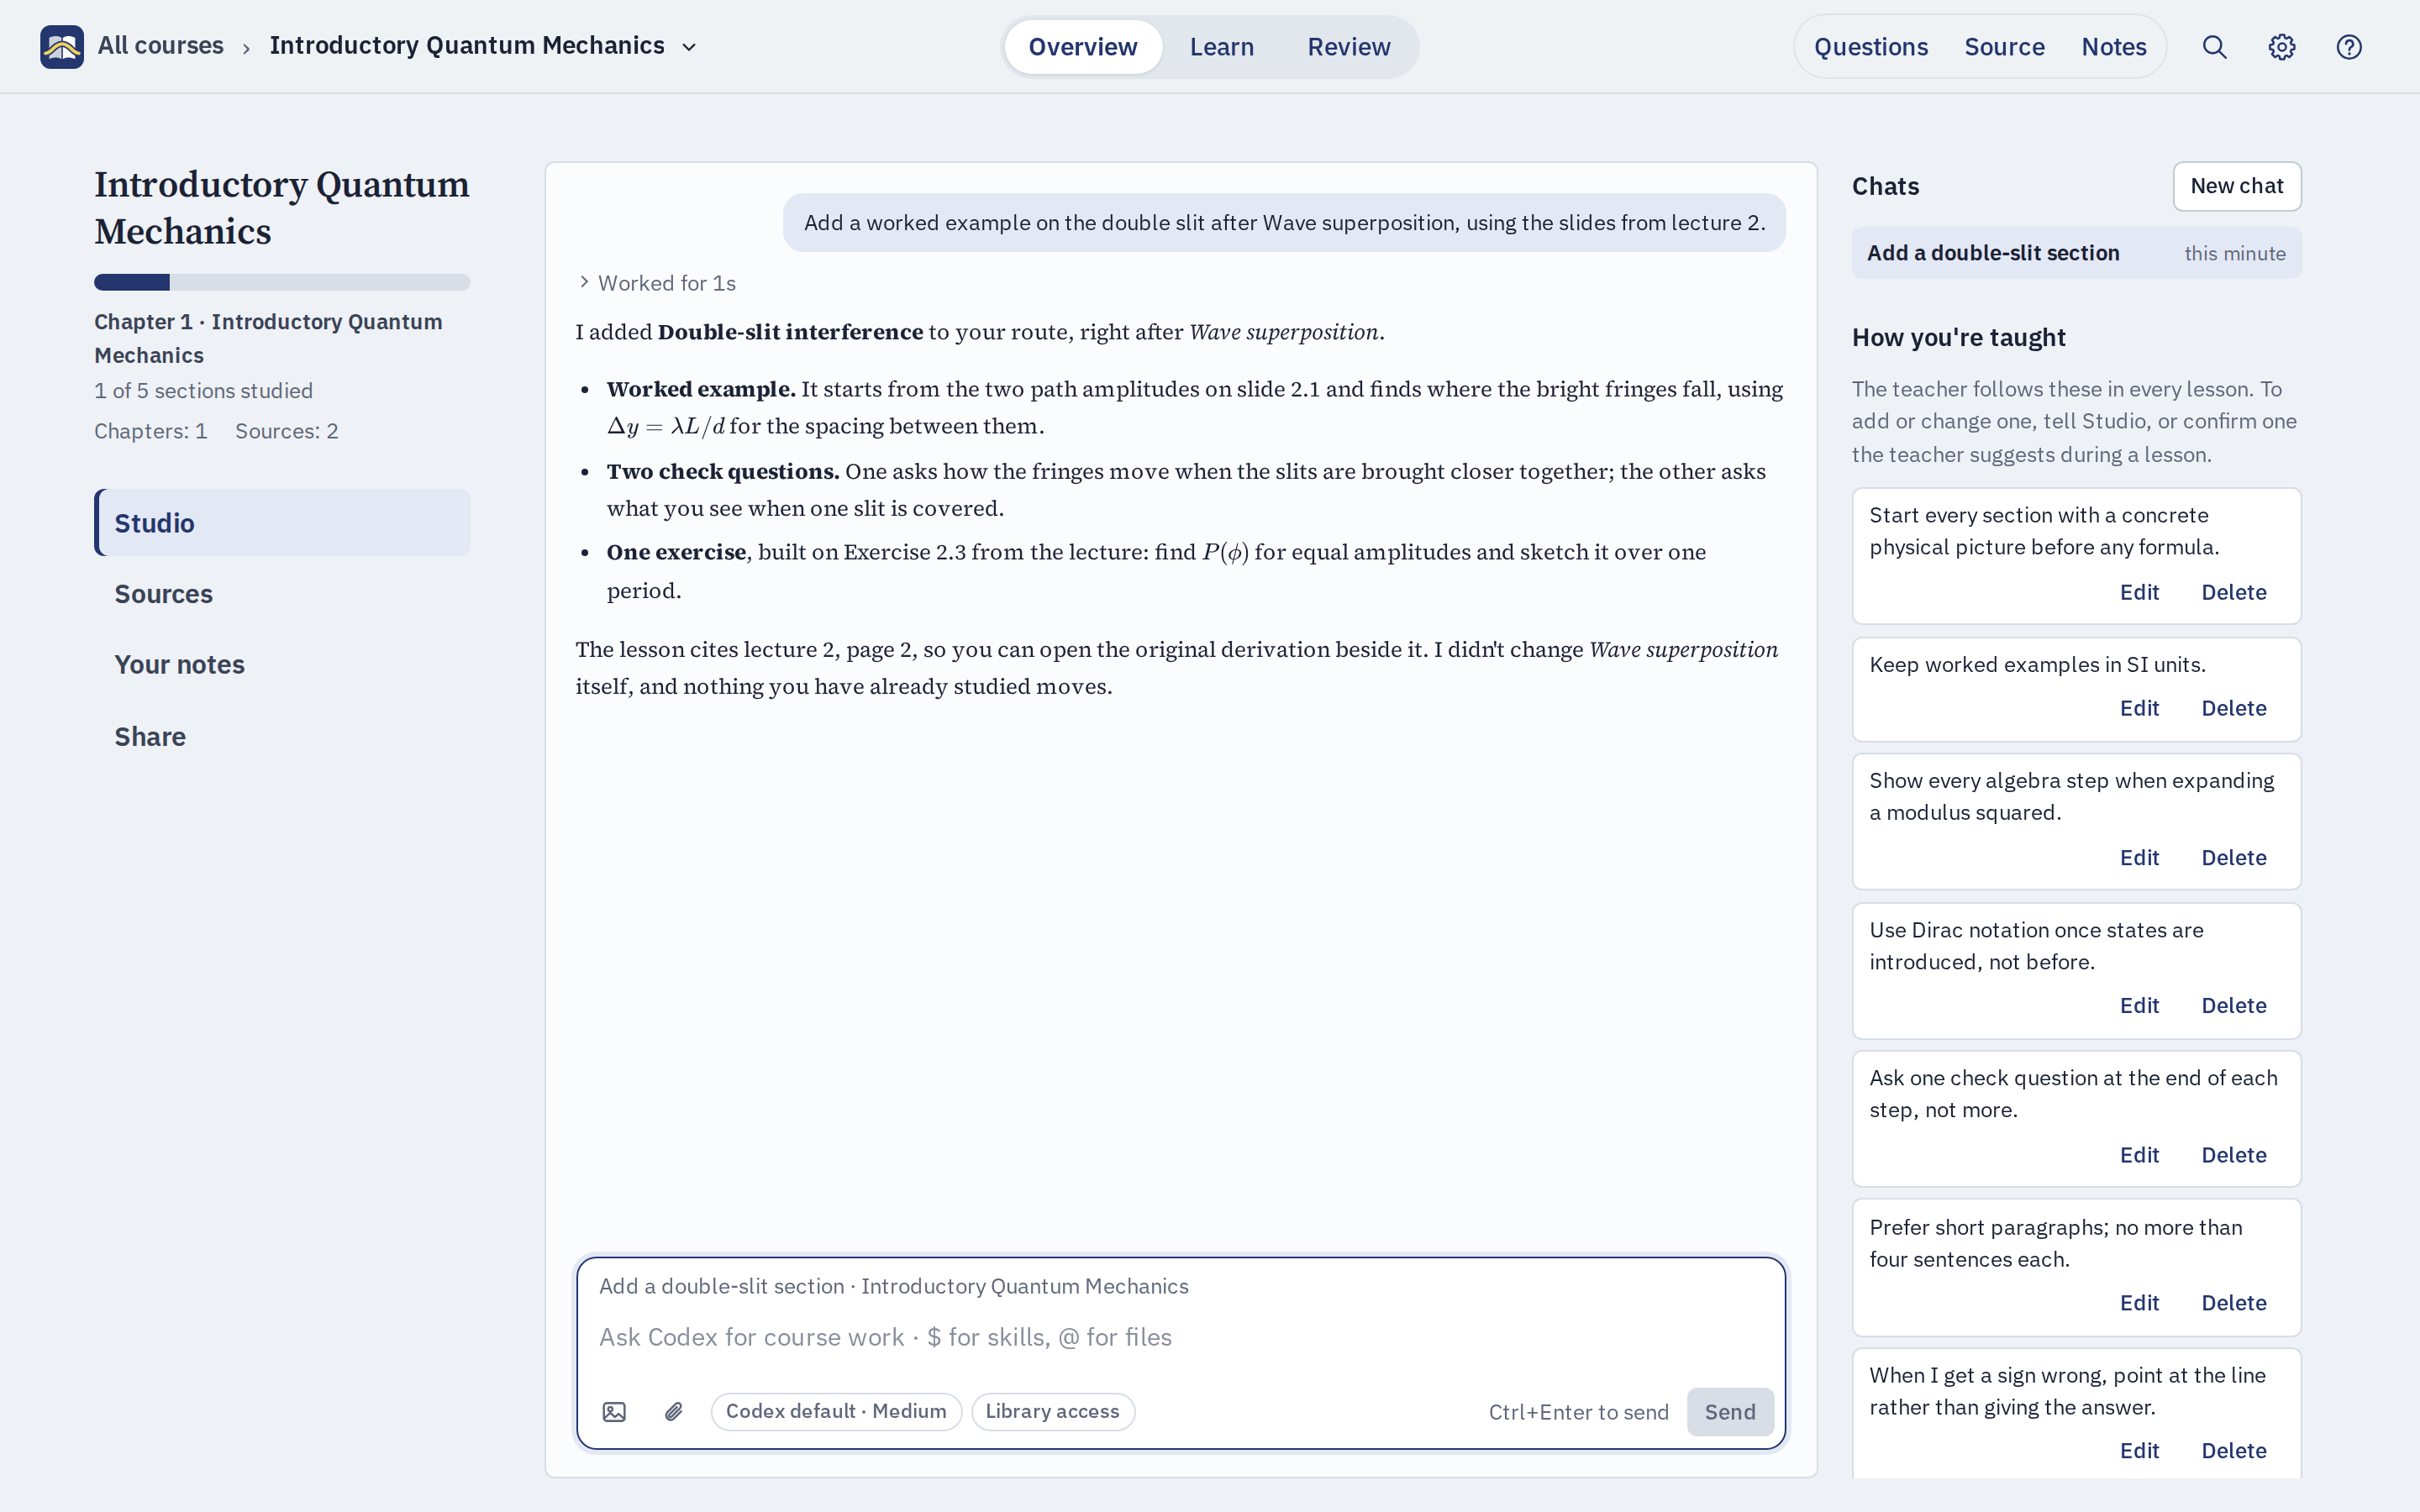 All courses › Introductory Quantum Mechanics
Overview Learn Review
Questions Source Notes
Introductory Quantum
Mechanics
Chapter 1 · Introductory Quantum
Mechanics
1 of 5 sections studied
Chapters: 1 Sources: 2
Studio
Sources
Your notes
Share
Add a worked example on the double slit after Wave superposition, using the slides from lecture 2.
Worked for 1s
I added Double-slit interference to your route, right after Wave superposition.
• Worked example. It starts from the two path amplitudes on slide 2.1 and finds where the bright fringes fall, using
Δy = λL/d for the spacing between them.
• Two check questions. One asks how the fringes move when the slits are brought closer together; the other asks
what you see when one slit is covered.
• One exercise, built on Exercise 2.3 from the lecture: find P(ϕ) for equal amplitudes and sketch it over one
period.
The lesson cites lecture 2, page 2, so you can open the original derivation beside it. I didn't change Wave superposition
itself, and nothing you have already studied moves.
Add a double-slit section · Introductory Quantum Mechanics
Ask Codex for course work · $ for skills, @ for files
Codex default · Medium Library access Ctrl+Enter to send Send
Chats New chat
Add a double-slit section this minute
How you're taught
The teacher follows these in every lesson. To
add or change one, tell Studio, or confirm one
the teacher suggests during a lesson.
Start every section with a concrete
physical picture before any formula.
Edit Delete
Keep worked examples in SI units.
Edit Delete
Show every algebra step when expanding
a modulus squared.
Edit Delete
Use Dirac notation once states are
introduced, not before.
Edit Delete
Ask one check question at the end of each
step, not more.
Edit Delete
Prefer short paragraphs; no more than
four sentences each.
Edit Delete
When I get a sign wrong, point at the line
rather than giving the answer.
Edit Delete